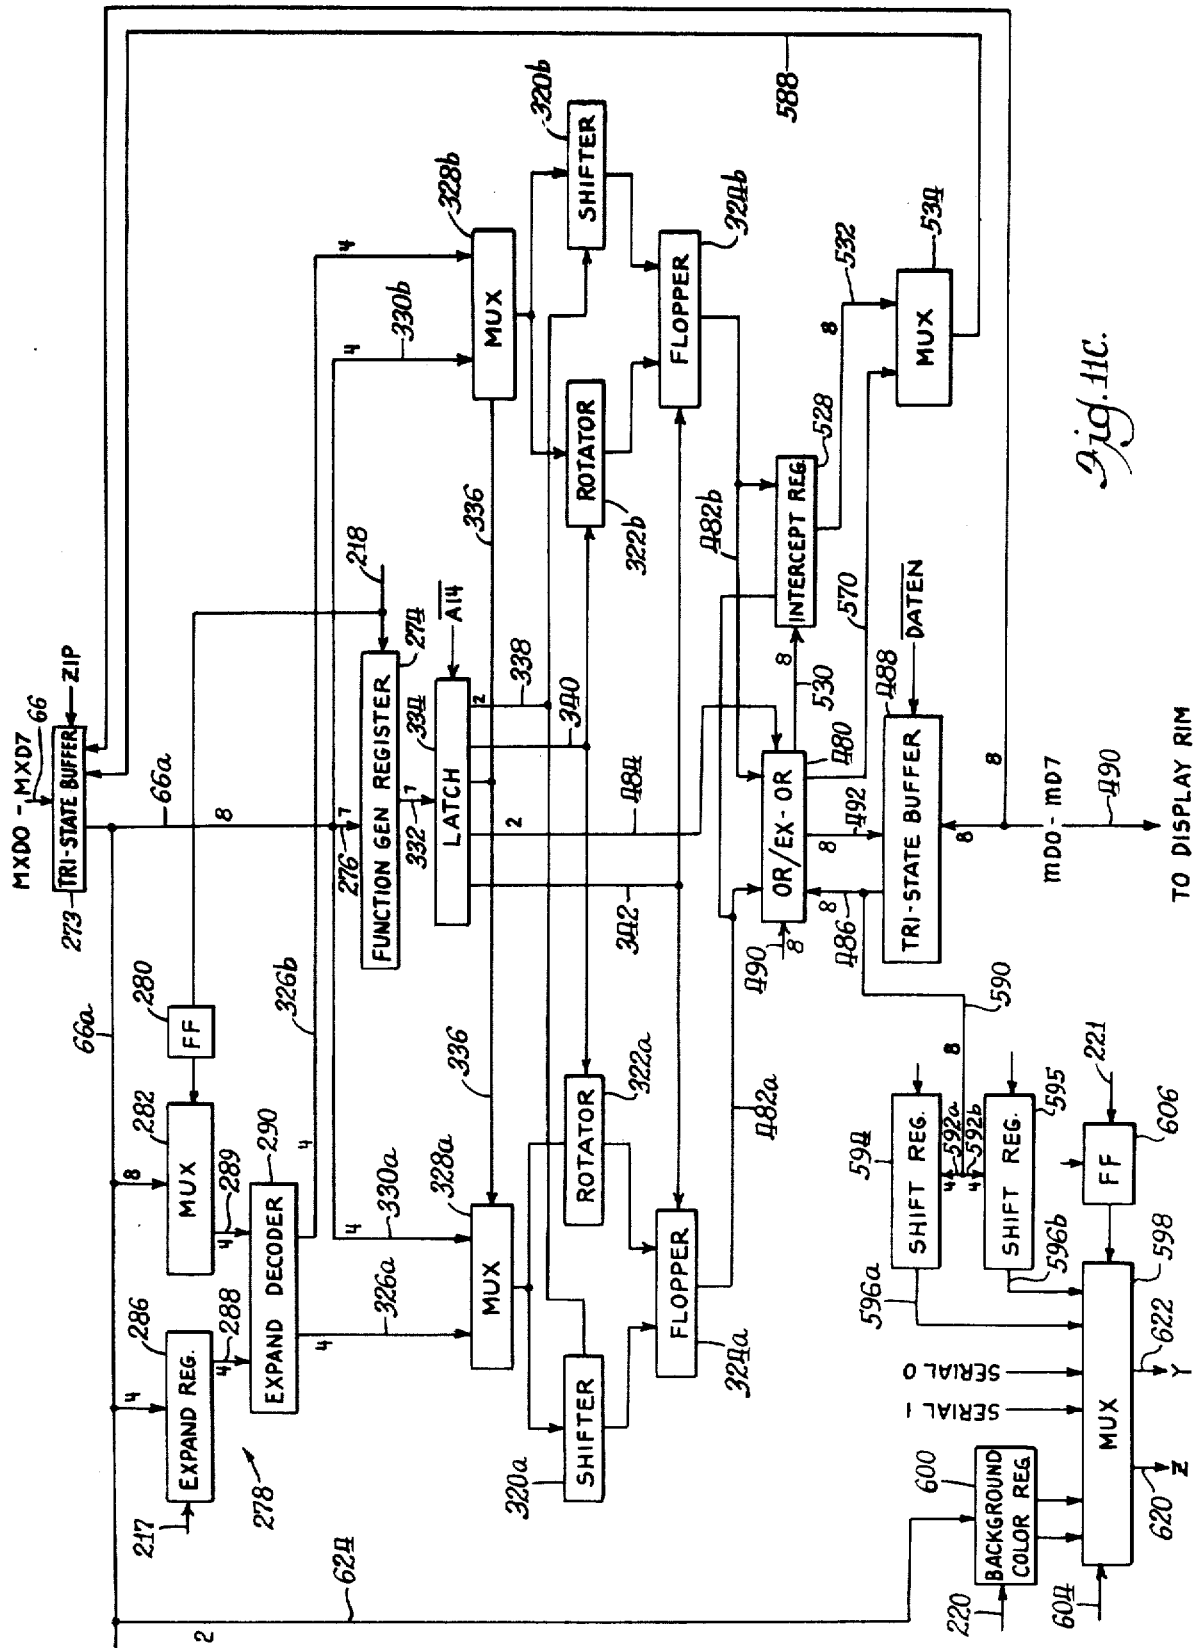 MXD0 - MXD7
66
ZIP
TRI-STATE BUFFER
273
66a
66a
8
280
FF
282
MUX
8
286
EXPAND REG.
4
217
278
4
288
4
289
290
EXPAND DECODER
4
326b
4
326a
4
330a
276
7
FUNCTION GEN REGISTER
274
218
332
7
334
LATCH
A14
2
338
340
484
2
342
336
336
328a
MUX
4
330b
4
328b
MUX
320a
SHIFTER
322a
ROTATOR
324a
FLOPPER
320b
SHIFTER
322b
ROTATOR
324b
FLOPPER
482a
482b
INTERCEPT REG.
528
8
530
8
532
570
MUX
534
588
OR/EX-OR
480
490
8
8
486
8
492
TRI-STATE BUFFER
488
DATEN
8
8
mD0 - mD7
490
TO DISPLAY RIM
590
8
594
SHIFT REG.
4
592a
4
592b
SHIFT REG.
595
596a
596b
221
FF
606
598
MUX
SERIAL 0
SERIAL 1
600
BACKGROUND
COLOR REG
220
604
620
Z
622
Y
624
2
Fig. 11C.